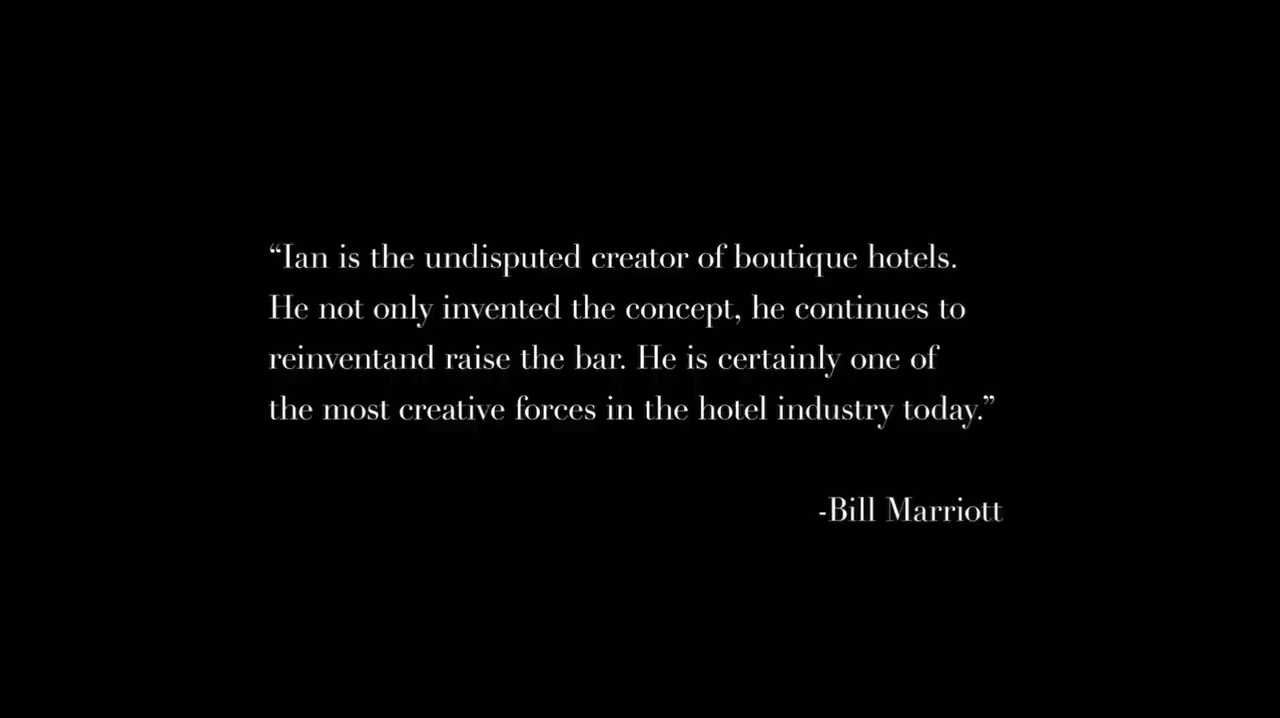 “Ian is the undisputed creator of boutique hotels.
He not only invented the concept, he continues to
reinventand raise the bar. He is certainly one of
the most creative forces in the hotel industry today.”
-Bill Marriott